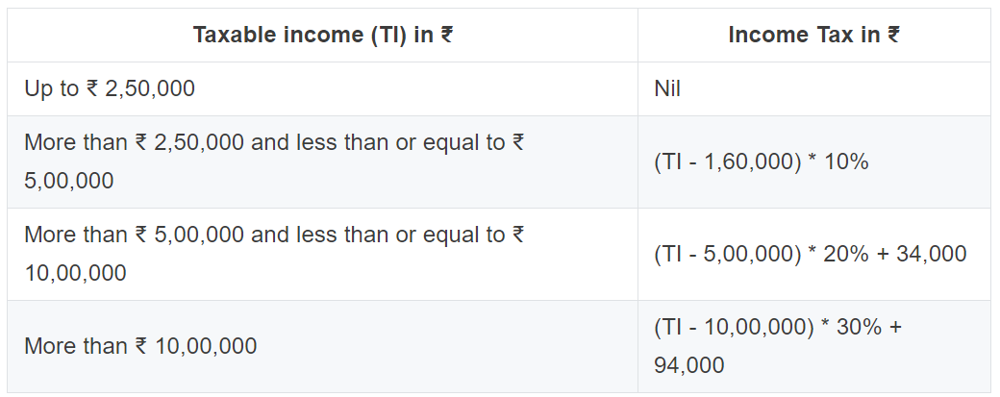 Taxable income (TI) in ₹
Income Tax in ₹
Up to ₹ 2,50,000
Nil
More than ₹ 2,50,000 and less than or equal to ₹
5,00,000
(TI - 1,60,000) * 10%
More than ₹ 5,00,000 and less than or equal to ₹
10,00,000
(TI - 5,00,000) * 20% + 34,000
More than ₹ 10,00,000
(TI - 10,00,000) * 30% +
94,000